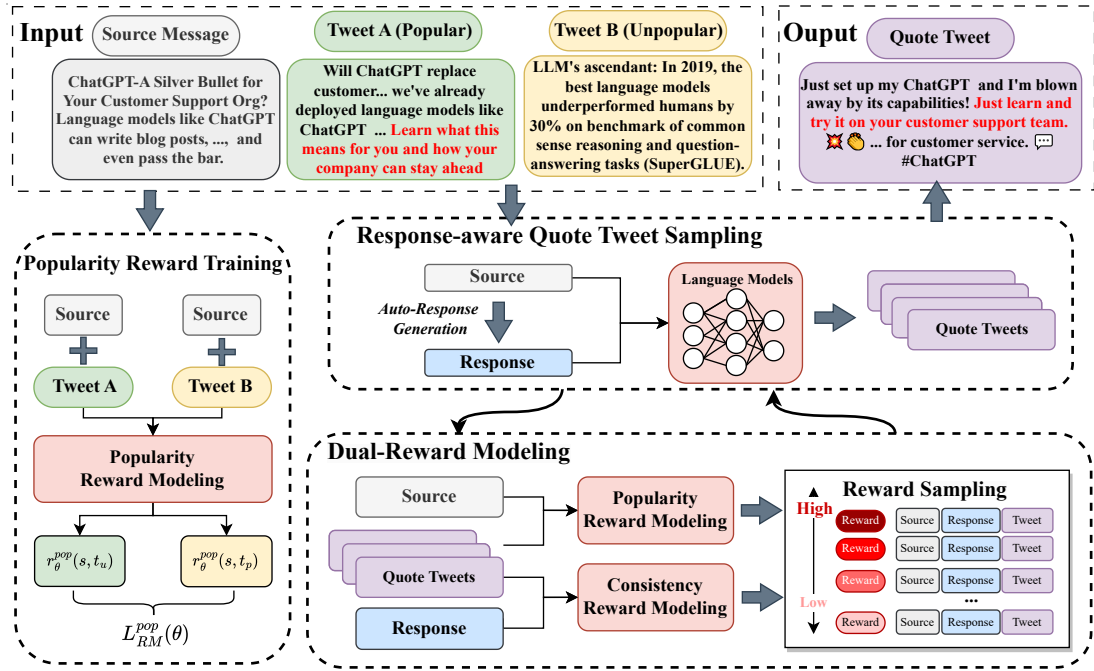 Input
Source Message
ChatGPT-A Silver Bullet for
Your Customer Support Org?
Language models like ChatGPT
can write blog posts, ..., and
even pass the bar.
Tweet A (Popular)
Will ChatGPT replace
customer... we've already
deployed language models like
ChatGPT ... Learn what this
means for you and how your
company can stay ahead
Tweet B (Unpopular)
LLM's ascendant: In 2019, the
best language models
underperformed humans by
30% on benchmark of common
sense reasoning and question-
answering tasks (SuperGLUE).
Ouput
Quote Tweet
Just set up my ChatGPT and I'm blown
away by its capabilities! Just learn and
try it on your customer support team.
💥 👏 ... for customer service. 💬
#ChatGPT
Popularity Reward Training
Source
Source
Tweet A
Tweet B
Popularity
Reward Modeling
r_θ^{pop}(s, t_u)
r_θ^{pop}(s, t_p)
L_{RM}^{pop}(θ)
Response-aware Quote Tweet Sampling
Source
Auto-Response
Generation
Response
Language Models
Quote Tweets
Dual-Reward Modeling
Source
Quote Tweets
Response
Popularity
Reward Modeling
Consistency
Reward Modeling
Reward Sampling
High
Low
Reward Source Response Tweet
Reward Source Response Tweet
Reward Source Response Tweet
...
Reward Source Response Tweet